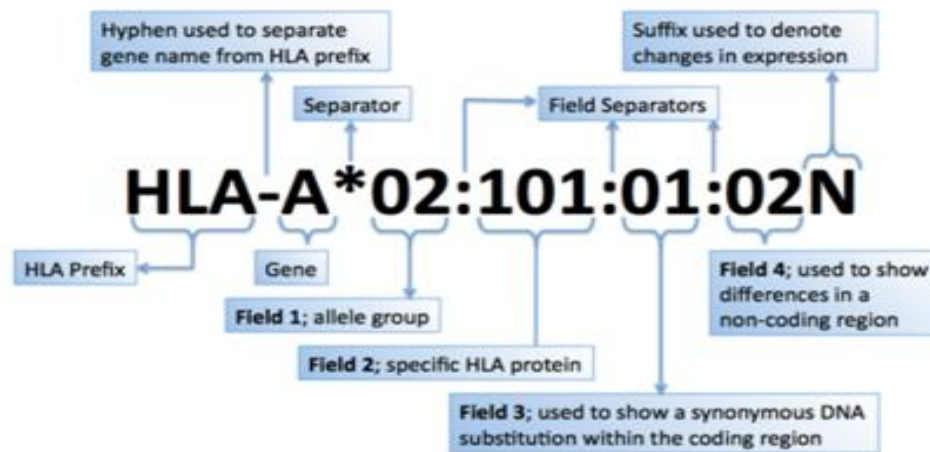 Hyphen used to separate
gene name from HLA prefix
Suffix used to denote
changes in expression
Separator
Field Separators
HLA-A*02:101:01:02N
HLA Prefix
Gene
Field 1; allele group
Field 4; used to show
differences in a
non-coding region
Field 2; specific HLA protein
Field 3; used to show a synonymous DNA
substitution within the coding region